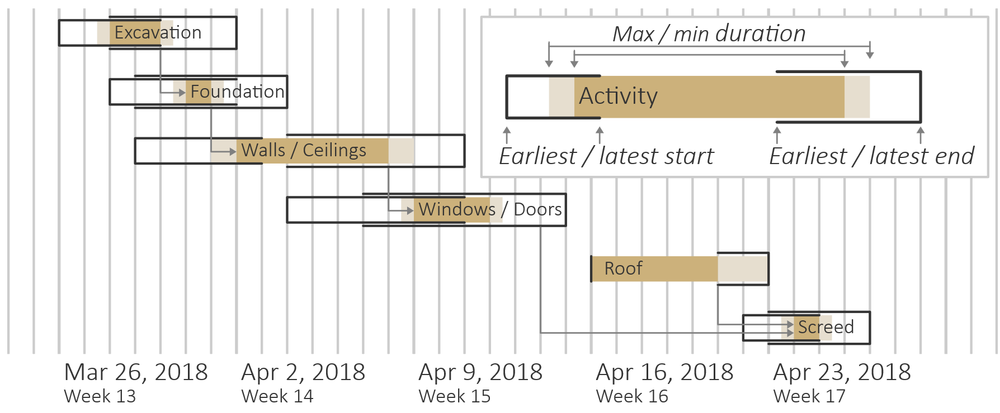 Excavation
Max / min duration
Foundation
Activity
Walls / Ceilings
Earliest / latest start
Earliest / latest end
Windows / Doors
Roof
Screed
Mar 26, 2018
Apr 2, 2018
Apr 9, 2018
Apr 16, 2018
Apr 23, 2018
Week 13
Week 14
Week 15
Week 16
Week 17